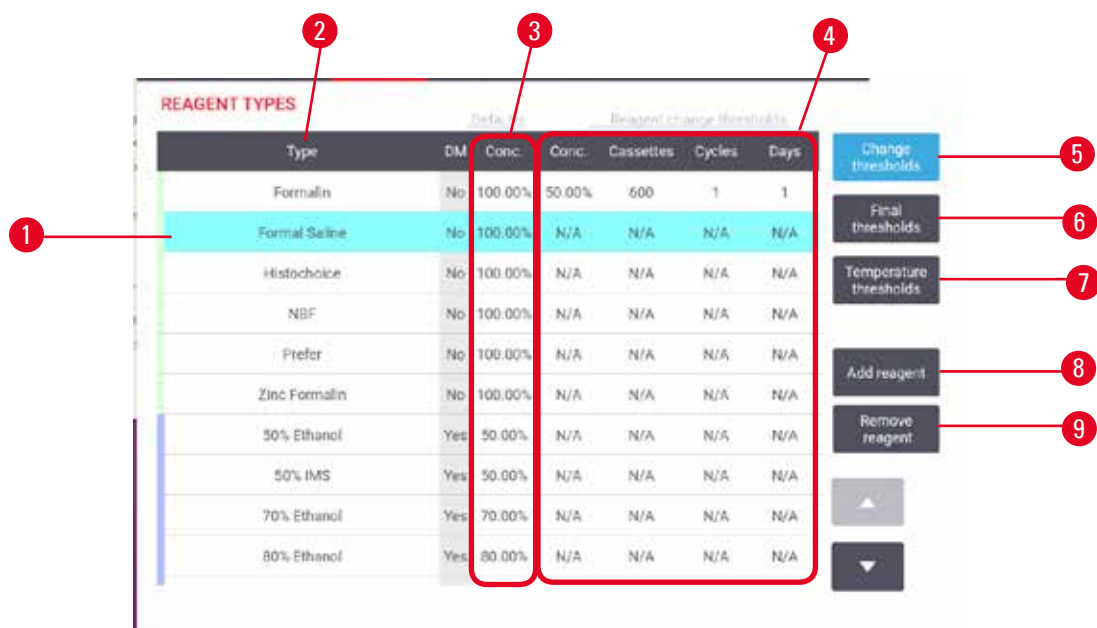 2 3 4
REAGENT TYPES
Defaults Reagent change thresholds
Type DM Conc. Conc. Cassettes Cycles Days
Change thresholds 5
Formalin No 100.00% 50.00% 600 1 1
Final thresholds 6
1 Formal Saline No 100.00% N/A N/A N/A N/A
Histochoice No 100.00% N/A N/A N/A N/A
Temperature thresholds 7
NBF No 100.00% N/A N/A N/A N/A
Prefer No 100.00% N/A N/A N/A N/A
Add reagent 8
Zinc Formalin No 100.00% N/A N/A N/A N/A
50% Ethanol Yes 50.00% N/A N/A N/A N/A
Remove reagent 9
50% IMS Yes 50.00% N/A N/A N/A N/A
70% Ethanol Yes 70.00% N/A N/A N/A N/A
80% Ethanol Yes 80.00% N/A N/A N/A N/A